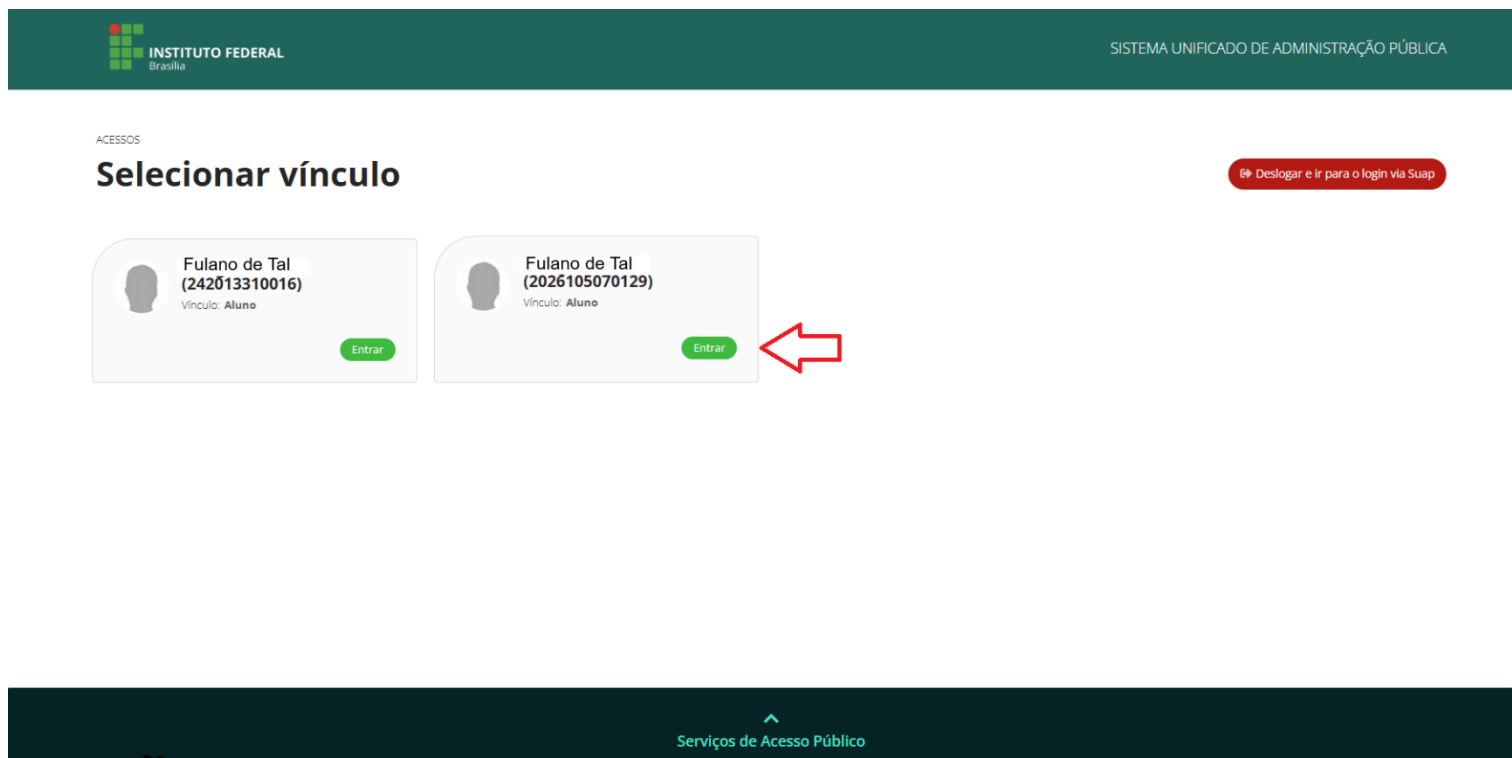 INSTITUTO FEDERAL
Brasília
SISTEMA UNIFICADO DE ADMINISTRAÇÃO PÚBLICA
ACESSOS
Selecionar vínculo
Deslogar e ir para o login via Suap
Fulano de Tal
(242013310016)
Vínculo: Aluno
Entrar
Fulano de Tal
(2026105070129)
Vínculo: Aluno
Entrar
Serviços de Acesso Público